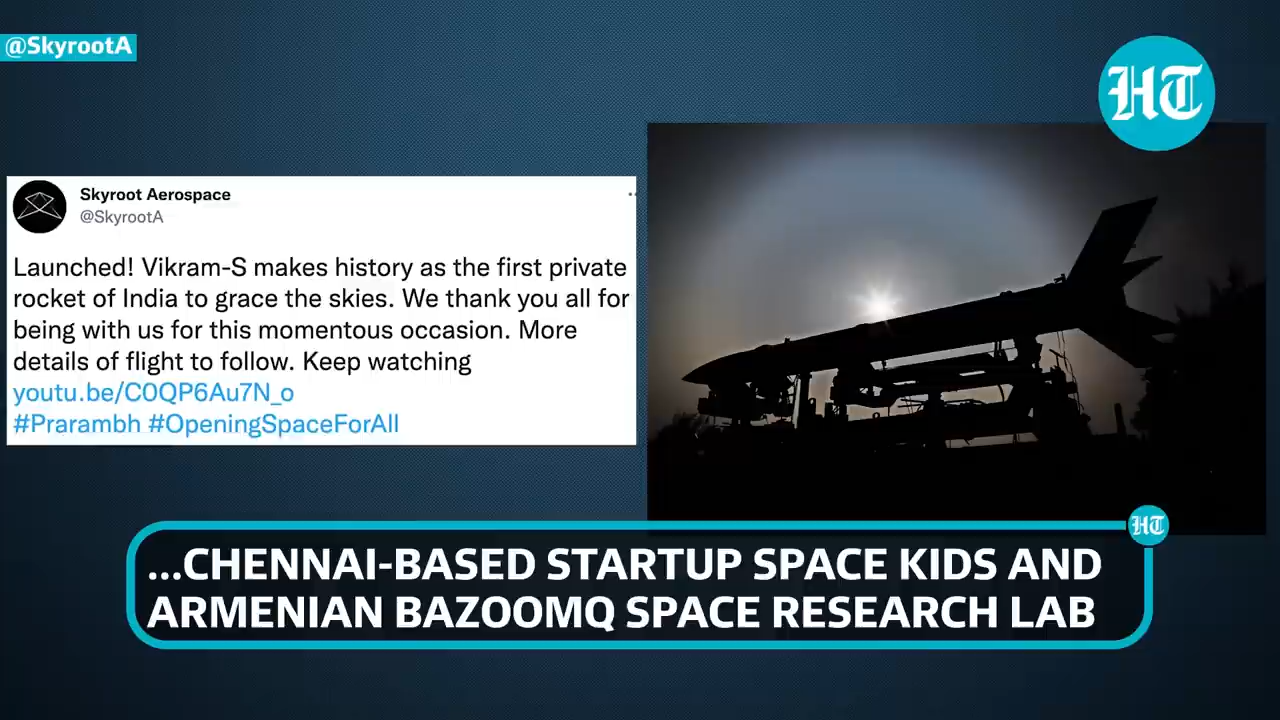 @SkyrootA
HT
Skyroot Aerospace
@SkyrootA
Launched! Vikram-S makes history as the first private
rocket of India to grace the skies. We thank you all for
being with us for this momentous occasion. More
details of flight to follow. Keep watching
youtu.be/C0QP6Au7N_o
#Prarambh #OpeningSpaceForAll
HT
...CHENNAI-BASED STARTUP SPACE KIDS AND
ARMENIAN BAZOOMQ SPACE RESEARCH LAB